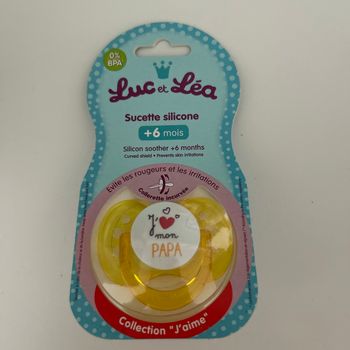 0%
BPA
Luc et Léa
Sucette silicone
+6 mois
Silicon soother +6 months
Curved shield • Prevents skin irritations
Evite les rougeurs et les irritations
Collerette incurvée
J'
mon
PAPA
Collection "J'aime"